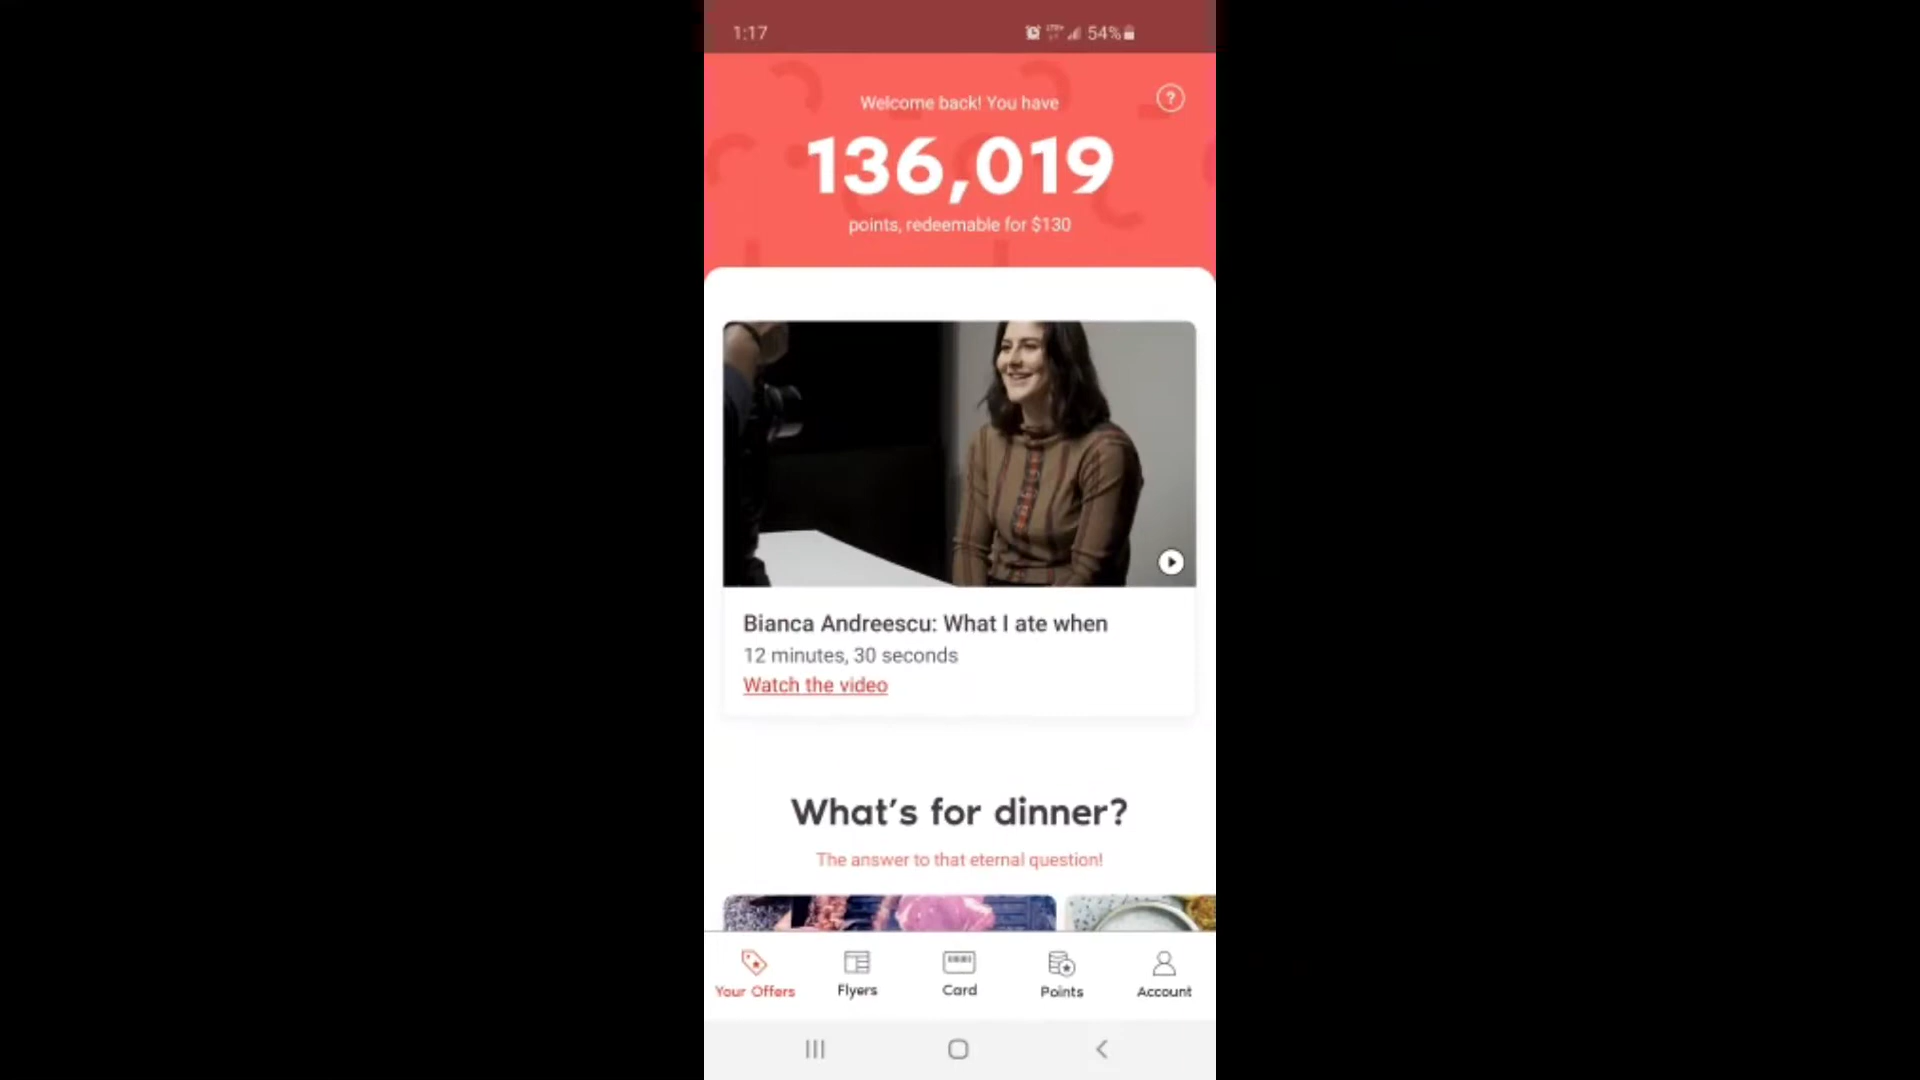 1:17
54%
Welcome back! You have
?
136,019
points, redeemable for $130
Bianca Andreescu: What I ate when
12 minutes, 30 seconds
Watch the video
What's for dinner?
The answer to that eternal question!
Your Offers
Flyers
Card
Points
Account